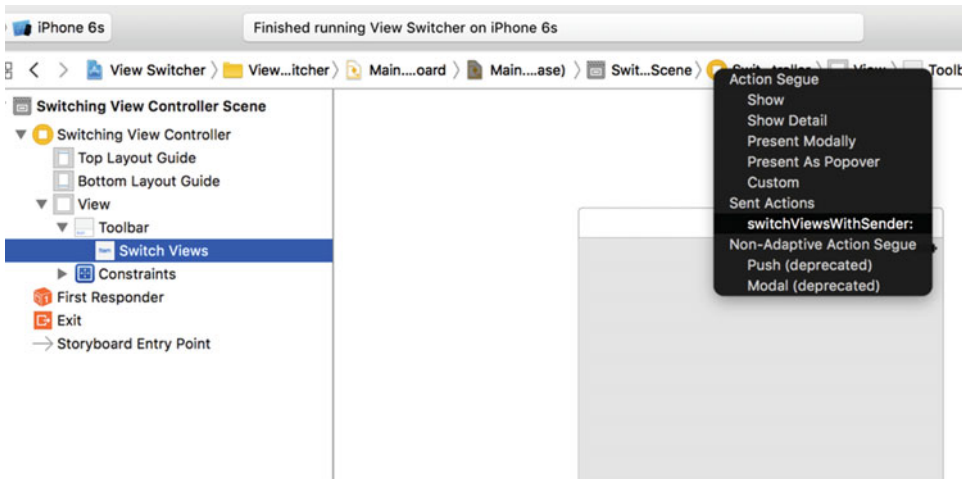 iPhone 6s
Finished running View Switcher on iPhone 6s
View Switcher
View...itcher
Main....oard
Main....ase)
Swit...Scene
Switching View Controller Scene
Switching View Controller
Top Layout Guide
Bottom Layout Guide
View
Toolbar
Switch Views
Constraints
First Responder
Exit
Storyboard Entry Point
Action Segue
Show
Show Detail
Present Modally
Present As Popover
Custom
Sent Actions
switchViewsWithSender:
Non-Adaptive Action Segue
Push (deprecated)
Modal (deprecated)